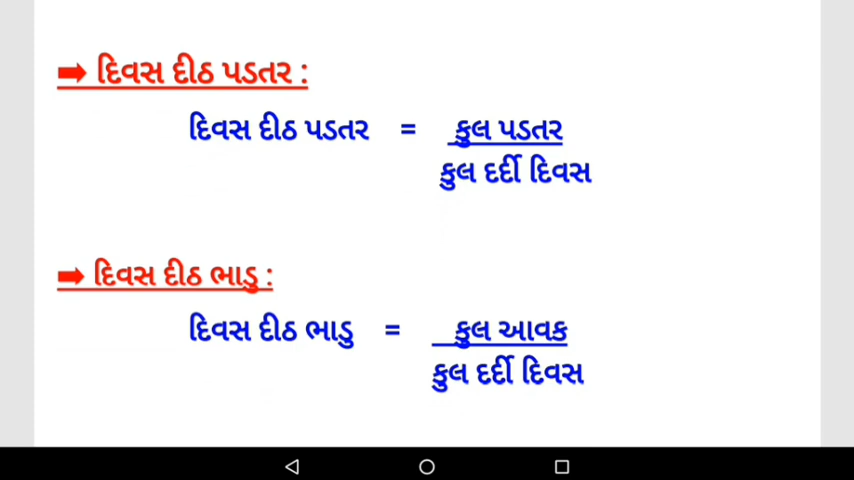 ➡ દિવસ દીઠ પડતર :
દિવસ દીઠ પડતર = કુલ પડતર
કુલ દર્દી દિવસ
➡ દિવસ દીઠ ભાડુ :
દિવસ દીઠ ભાડુ = કુલ આવક
કુલ દર્દી દિવસ